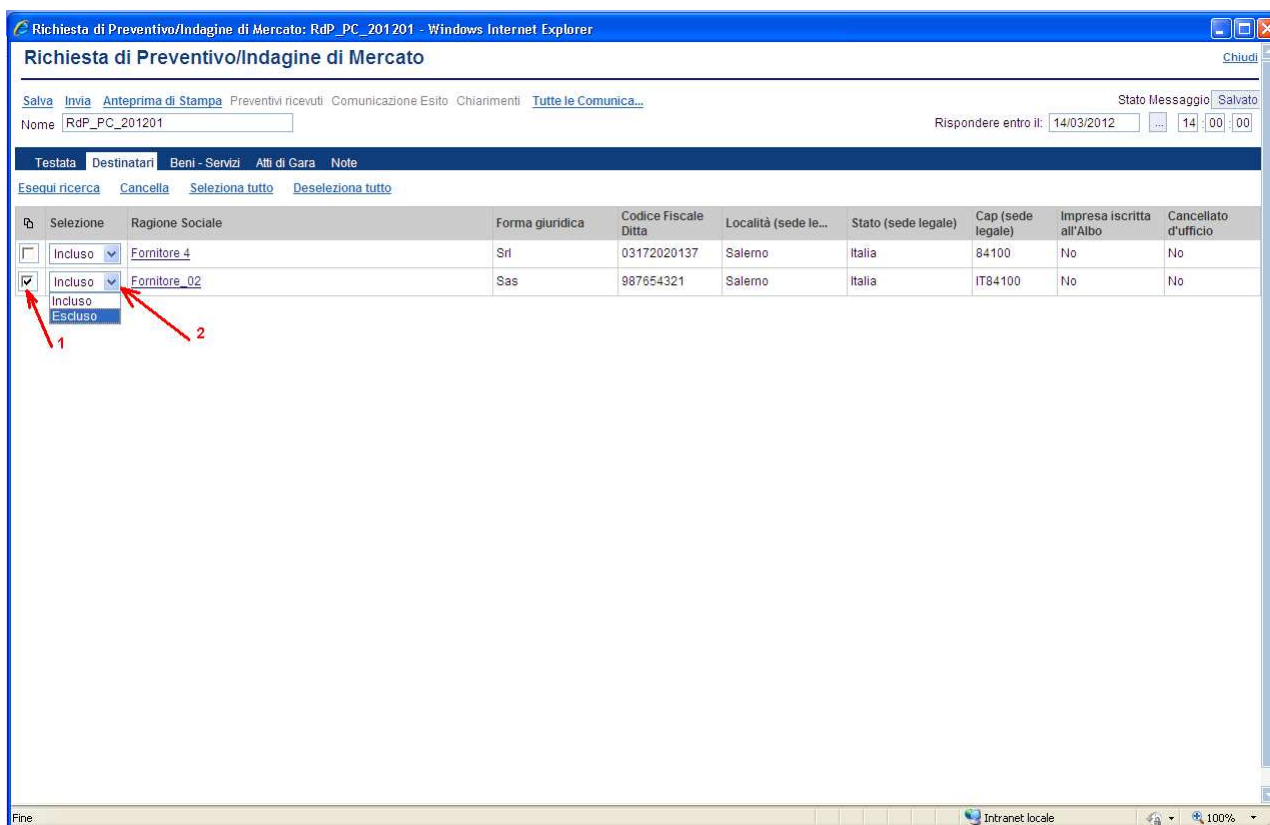 Richiesta di Preventivo/Indagine di Mercato: RdP_PC_201201 - Windows Internet Explorer
Richiesta di Preventivo/Indagine di Mercato Chiudi
Salva Invia Anteprima di Stampa Preventivi ricevuti Comunicazione Esito Chiarimenti Tutte le Comunica... Stato Messaggio Salvato
Nome RdP_PC_201201 Rispondere entro il: 14/03/2012 ... 14 : 00 : 00
Testata Destinatari Beni - Servizi Atti di Gara Note
Esegui ricerca Cancella Seleziona tutto Deseleziona tutto
Selezione Ragione Sociale Forma giuridica Codice Fiscale Ditta Località (sede le... Stato (sede legale) Cap (sede legale) Impresa iscritta all'Albo Cancellato d'ufficio
Incluso Fornitore 4 Srl 03172020137 Salerno Italia 84100 No No
Incluso Fornitore_02 Sas 987654321 Salerno Italia IT84100 No No
Incluso
Escluso
1
2
Fine Intranet locale 100%